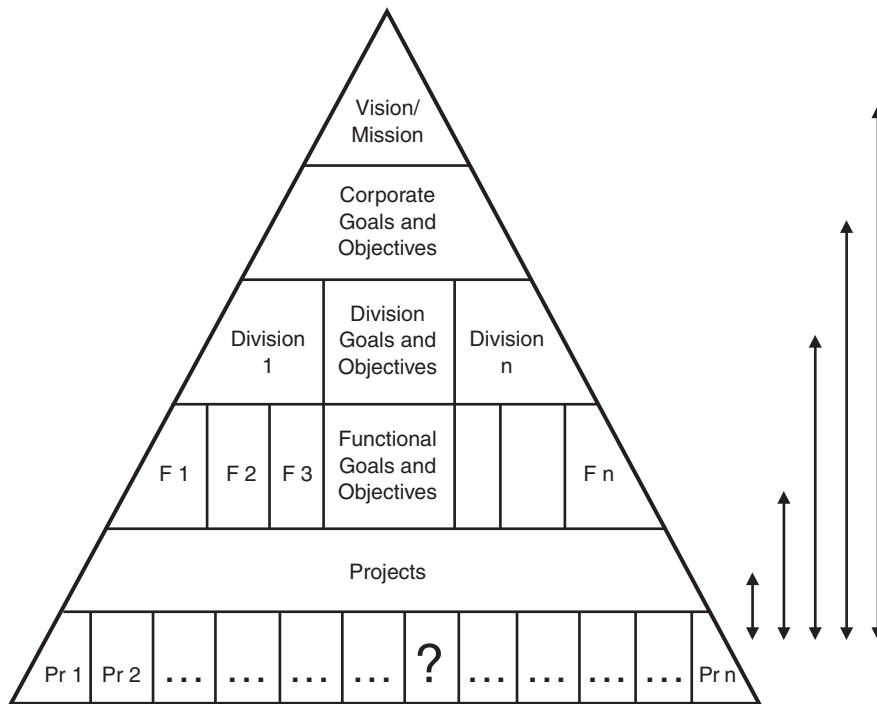 Vision/
Mission
Corporate
Goals and
Objectives
Division
1
Division
Goals and
Objectives
Division
n
F 1
F 2
F 3
Functional
Goals and
Objectives
F n
Projects
Pr 1
Pr 2
...
...
...
...
?
...
...
...
...
Pr n